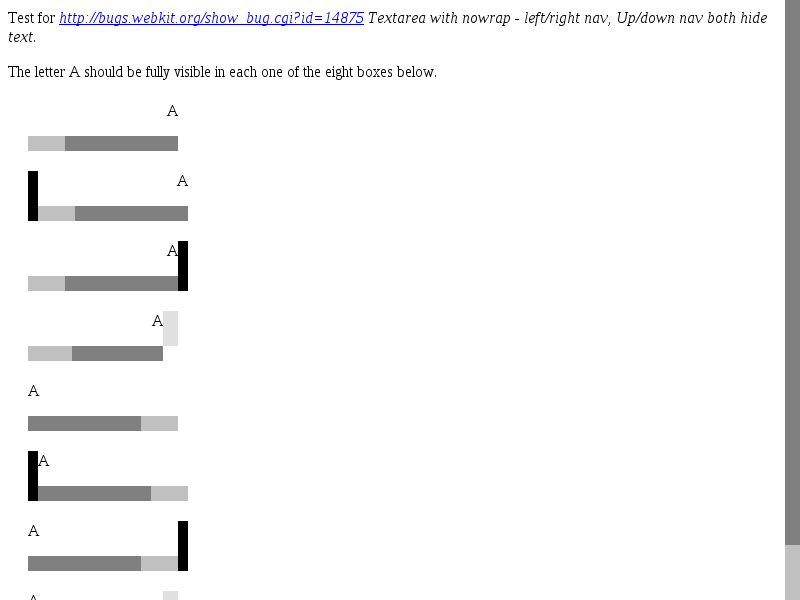 Test for http://bugs.webkit.org/show_bug.cgi?id=14875 Textarea with nowrap - left/right nav, Up/down nav both hide
text.
The letter A should be fully visible in each one of the eight boxes below.
A
A
A
A
A
A
A
A